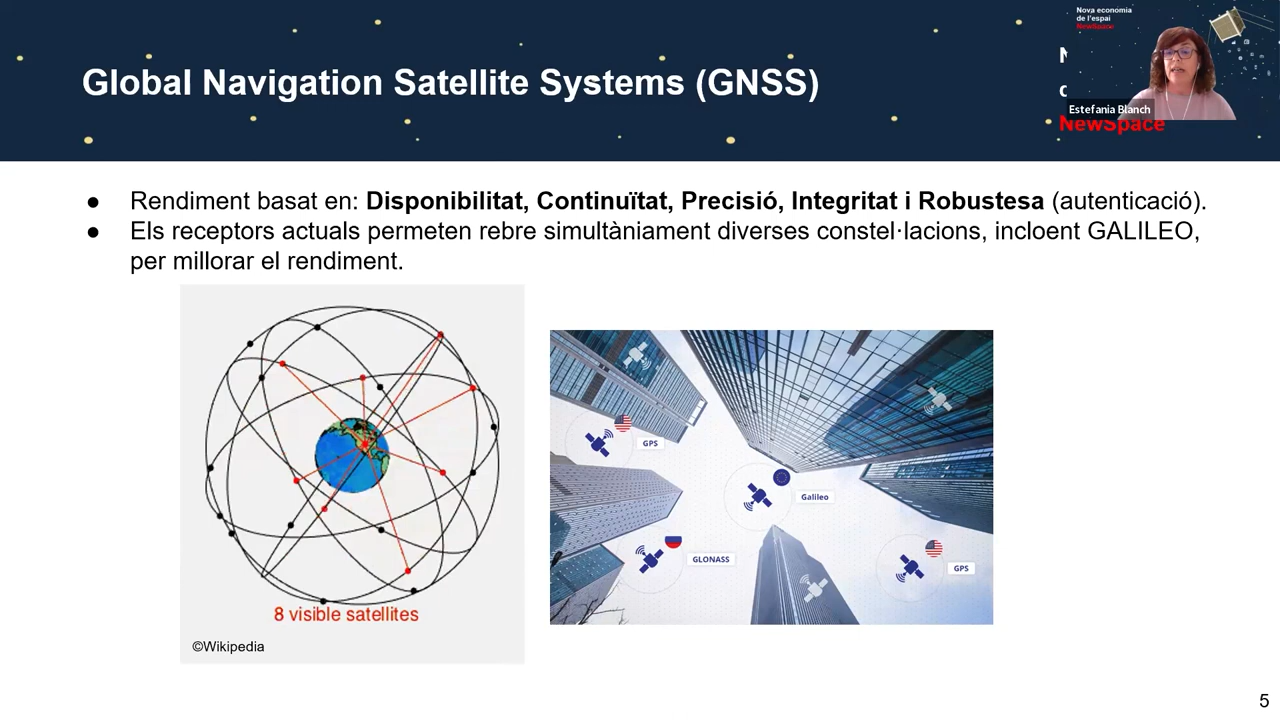 Nova economia
de l'espai
NewSpace
Global Navigation Satellite Systems (GNSS)
Estefania Blanch
NewSpace
● Rendiment basat en: Disponibilitat, Continuïtat, Precisió, Integritat i Robustesa (autenticació).
● Els receptors actuals permeten rebre simultàniament diverses constel·lacions, incloent GALILEO,
per millorar el rendiment.
8 visible satellites
©Wikipedia
GPS
Galileo
GLONASS
GPS
5